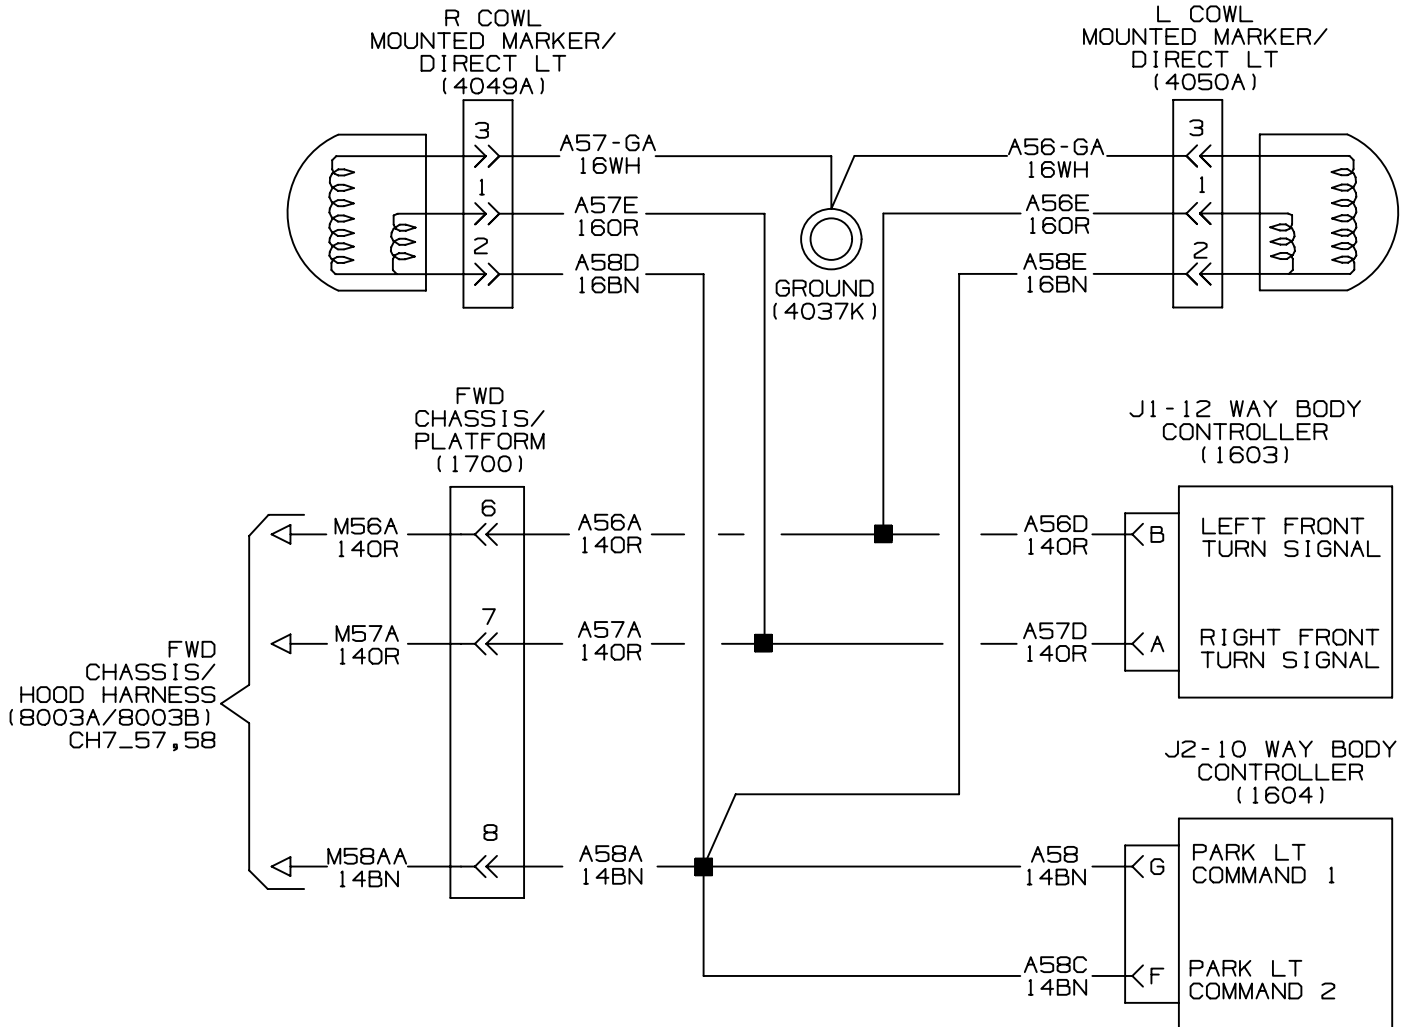 R COWL
MOUNTED MARKER/
DIRECT LT
(4049A)
L COWL
MOUNTED MARKER/
DIRECT LT
(4050A)
3
A57-GA
16WH
1
A57E
16OR
2
A58D
16BN
GROUND
(4037K)
A56-GA
16WH
3
A56E
16OR
1
A58E
16BN
2
FWD
CHASSIS/
PLATFORM
(1700)
J1-12 WAY BODY
CONTROLLER
(1603)
M56A
14OR
6
A56A
14OR
A56D
14OR
B
LEFT FRONT
TURN SIGNAL
M57A
14OR
7
A57A
14OR
A57D
14OR
A
RIGHT FRONT
TURN SIGNAL
FWD
CHASSIS/
HOOD HARNESS
(8003A/8003B)
CH7_57,58
J2-10 WAY BODY
CONTROLLER
(1604)
M58AA
14BN
8
A58A
14BN
A58
14BN
G
PARK LT
COMMAND 1
A58C
14BN
F
PARK LT
COMMAND 2